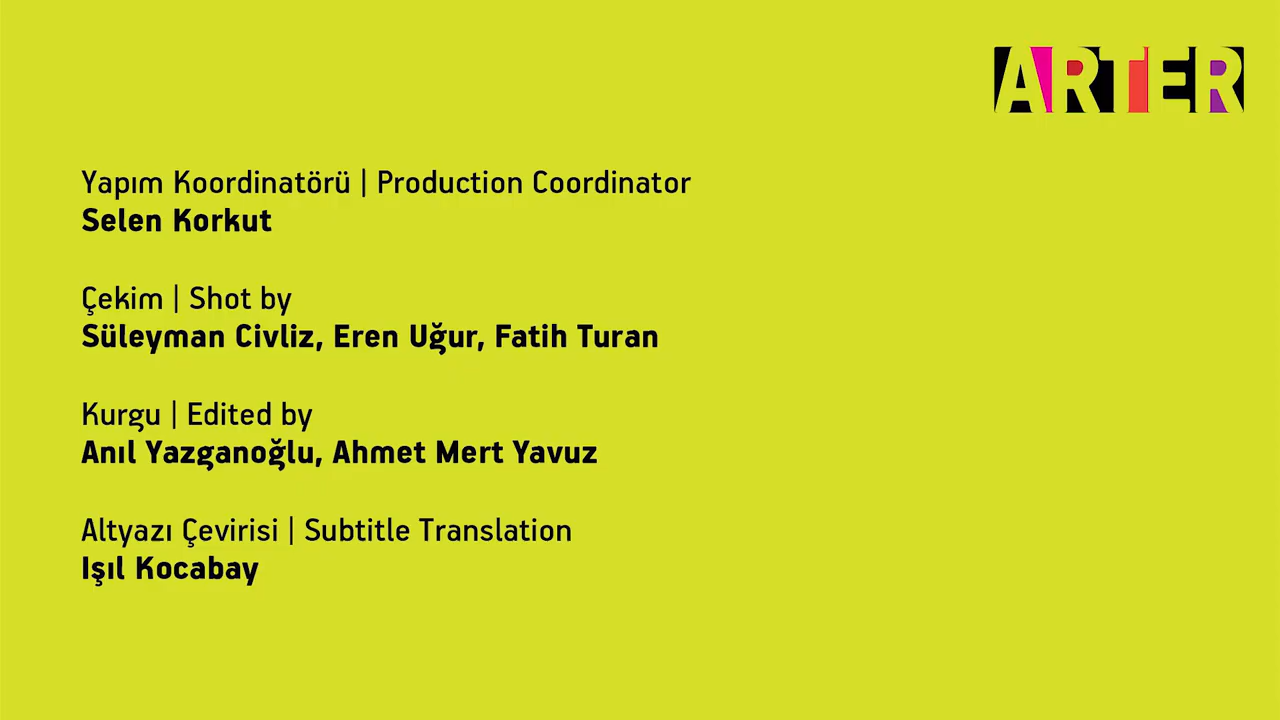 ARTER
Yapım Koordinatörü | Production Coordinator
Selen Korkut
Çekim | Shot by
Süleyman Civliz, Eren Uğur, Fatih Turan
Kurgu | Edited by
Anıl Yazganoğlu, Ahmet Mert Yavuz
Altyazı Çevirisi | Subtitle Translation
Işıl Kocabay